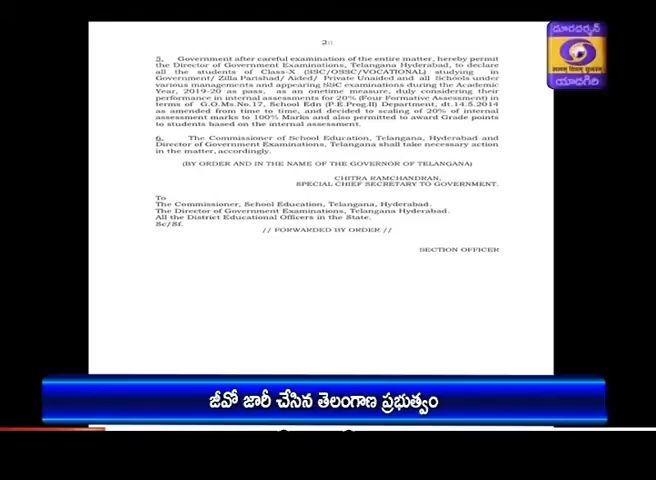 2::
దూరదర్శన్
యాదగిరి
5. Government after careful examination of the entire matter, hereby permit
the Director of Government Examinations, Telangana Hyderabad, to declare
all the students of Class-X (SSC/OSSC/VOCATIONAL) studying in
Government/ Zilla Parishad/ Aided/ Private Unaided and all Schools under
various managements and appearing SSC examinations during the Academic
Year, 2019-20 as pass, as an onetime measure, duly considering their
performance in internal assessments for 20% (Four Formative Assessment) in
terms of G.O.Ms.No.17, School Edn (P.E.Prog.II) Department, dt.14.5.2014
as amended from time to time, and decided to scaling of 20% of internal
assessment marks to 100% Marks and also permitted to award Grade points
to students based on the internal assessment.
6. The Commissioner of School Education, Telangana, Hyderabad and
Director of Government Examinations, Telangana shall take necessary action
in the matter, accordingly.
(BY ORDER AND IN THE NAME OF THE GOVERNOR OF TELANGANA)
CHITRA RAMCHANDRAN,
SPECIAL CHIEF SECRETARY TO GOVERNMENT.
To
The Commissioner, School Education, Telangana, Hyderabad.
The Director of Government Examinations, Telangana Hyderabad.
All the District Educational Officers in the State.
Sc/Sf.
// FORWARDED BY ORDER //
SECTION OFFICER
జీవో జారీ చేసిన తెలంగాణ ప్రభుత్వం